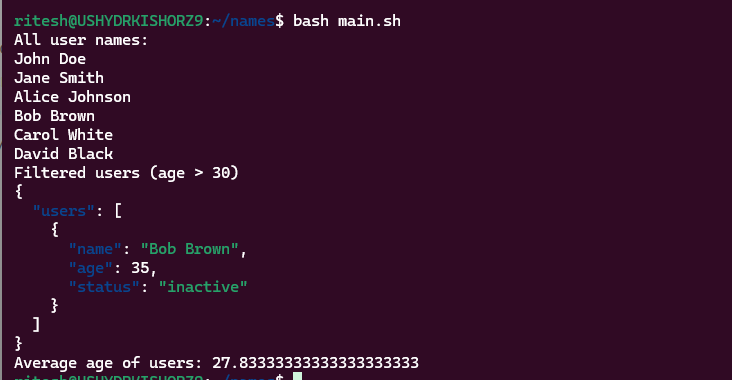 ritesh@USHYDRKISHORZ9:~/names$ bash main.sh
All user names:
John Doe
Jane Smith
Alice Johnson
Bob Brown
Carol White
David Black
Filtered users (age > 30)
{
  "users": [
    {
      "name": "Bob Brown",
      "age": 35,
      "status": "inactive"
    }
  ]
}
Average age of users: 27.83333333333333333333
ritesh@USHYDRKISHORZ9:~/names$